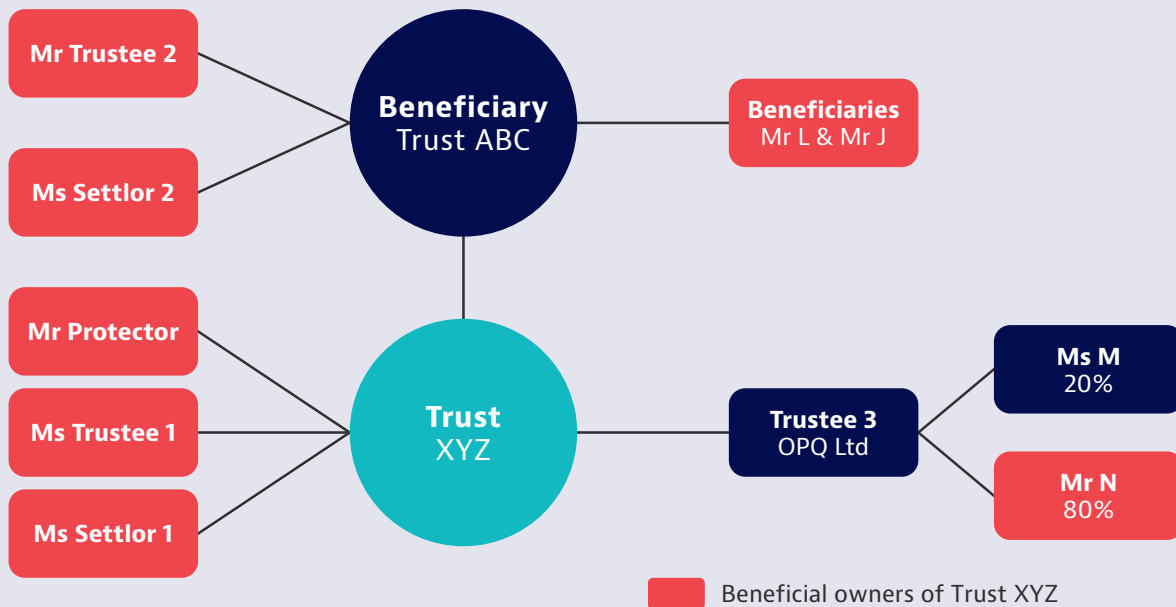 Mr Trustee 2
Ms Settlor 2
Beneficiary
Trust ABC
Beneficiaries
Mr L & Mr J
Mr Protector
Ms Trustee 1
Ms Settlor 1
Trust
XYZ
Trustee 3
OPQ Ltd
Ms M
20%
Mr N
80%
Beneficial owners of Trust XYZ